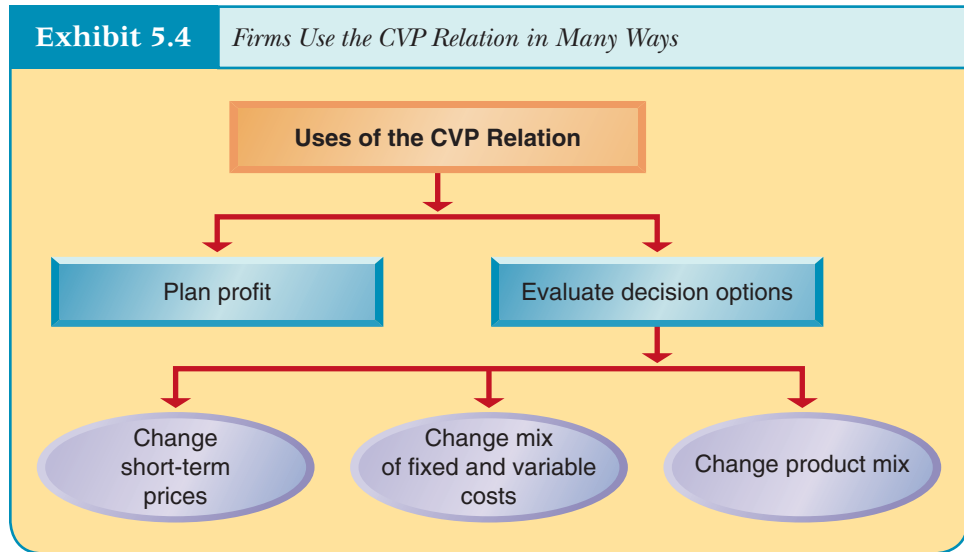 Exhibit 5.4
Firms Use the CVP Relation in Many Ways
Uses of the CVP Relation
Plan profit
Evaluate decision options
Change
short-term
prices
Change mix
of fixed and variable
costs
Change product mix